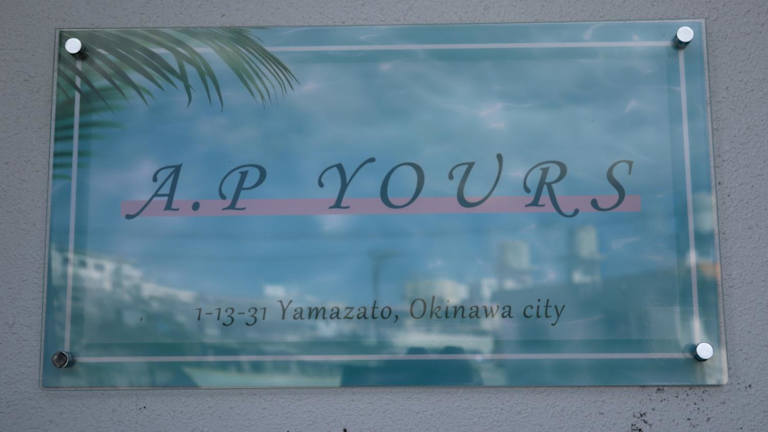 A.P YOURS
1-13-31 Yamazato, Okinawa city